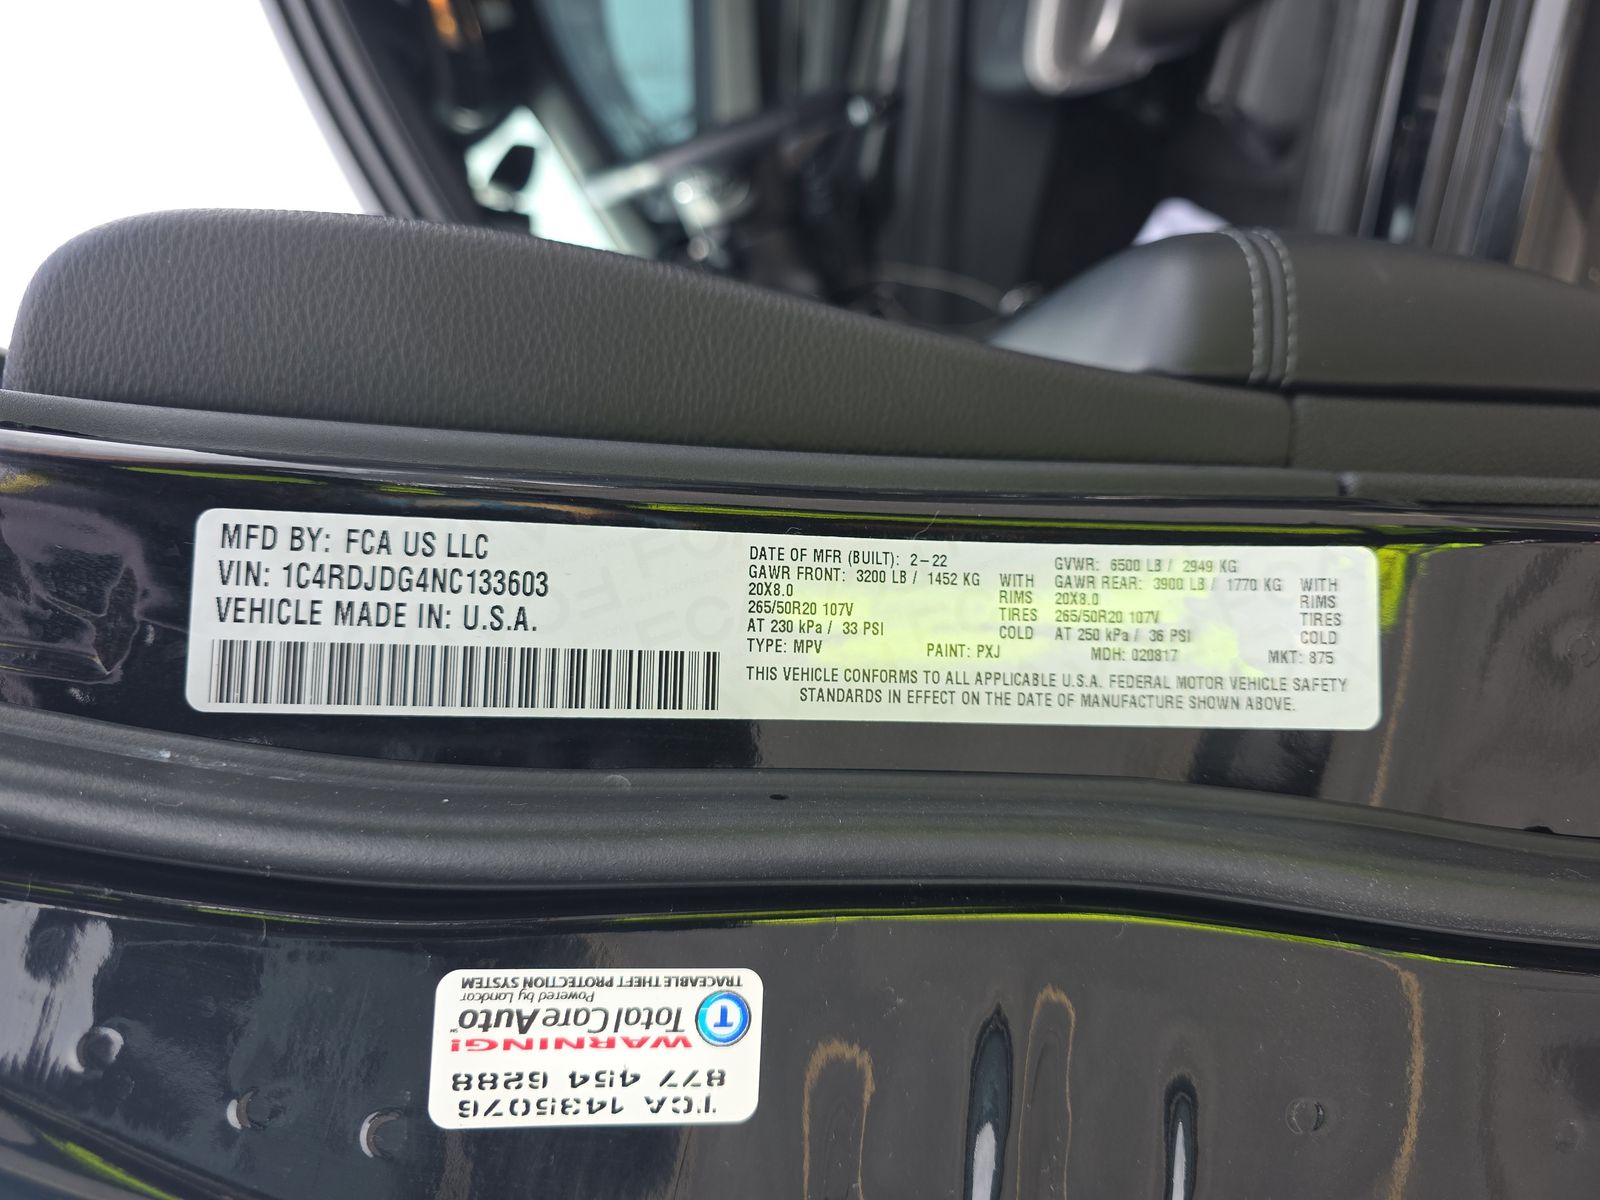 MFD BY: FCA US LLC
VIN: 1C4RDJDG4NC133603
VEHICLE MADE IN: U.S.A.
DATE OF MFR (BUILT): 2-22
GAWR FRONT: 3200 LB / 1452 KG WITH
20X8.0 RIMS
265/50R20 107V TIRES
AT 230 kPa / 33 PSI COLD
TYPE: MPV
GVWR: 6500 LB / 2949 KG
GAWR REAR: 3900 LB / 1770 KG WITH
20X8.0 RIMS
265/50R20 107V TIRES
AT 250 kPa / 36 PSI COLD
PAINT: PXJ MDH: 020817 MKT: 875
THIS VEHICLE CONFORMS TO ALL APPLICABLE U.S.A. FEDERAL MOTOR VEHICLE SAFETY
STANDARDS IN EFFECT ON THE DATE OF MANUFACTURE SHOWN ABOVE.
TCA 1435076
877 454 6288
WARNING!
T TotalCareAuto
Powered by Landcar
TRACEABLE THEFT PROTECTION SYSTEM